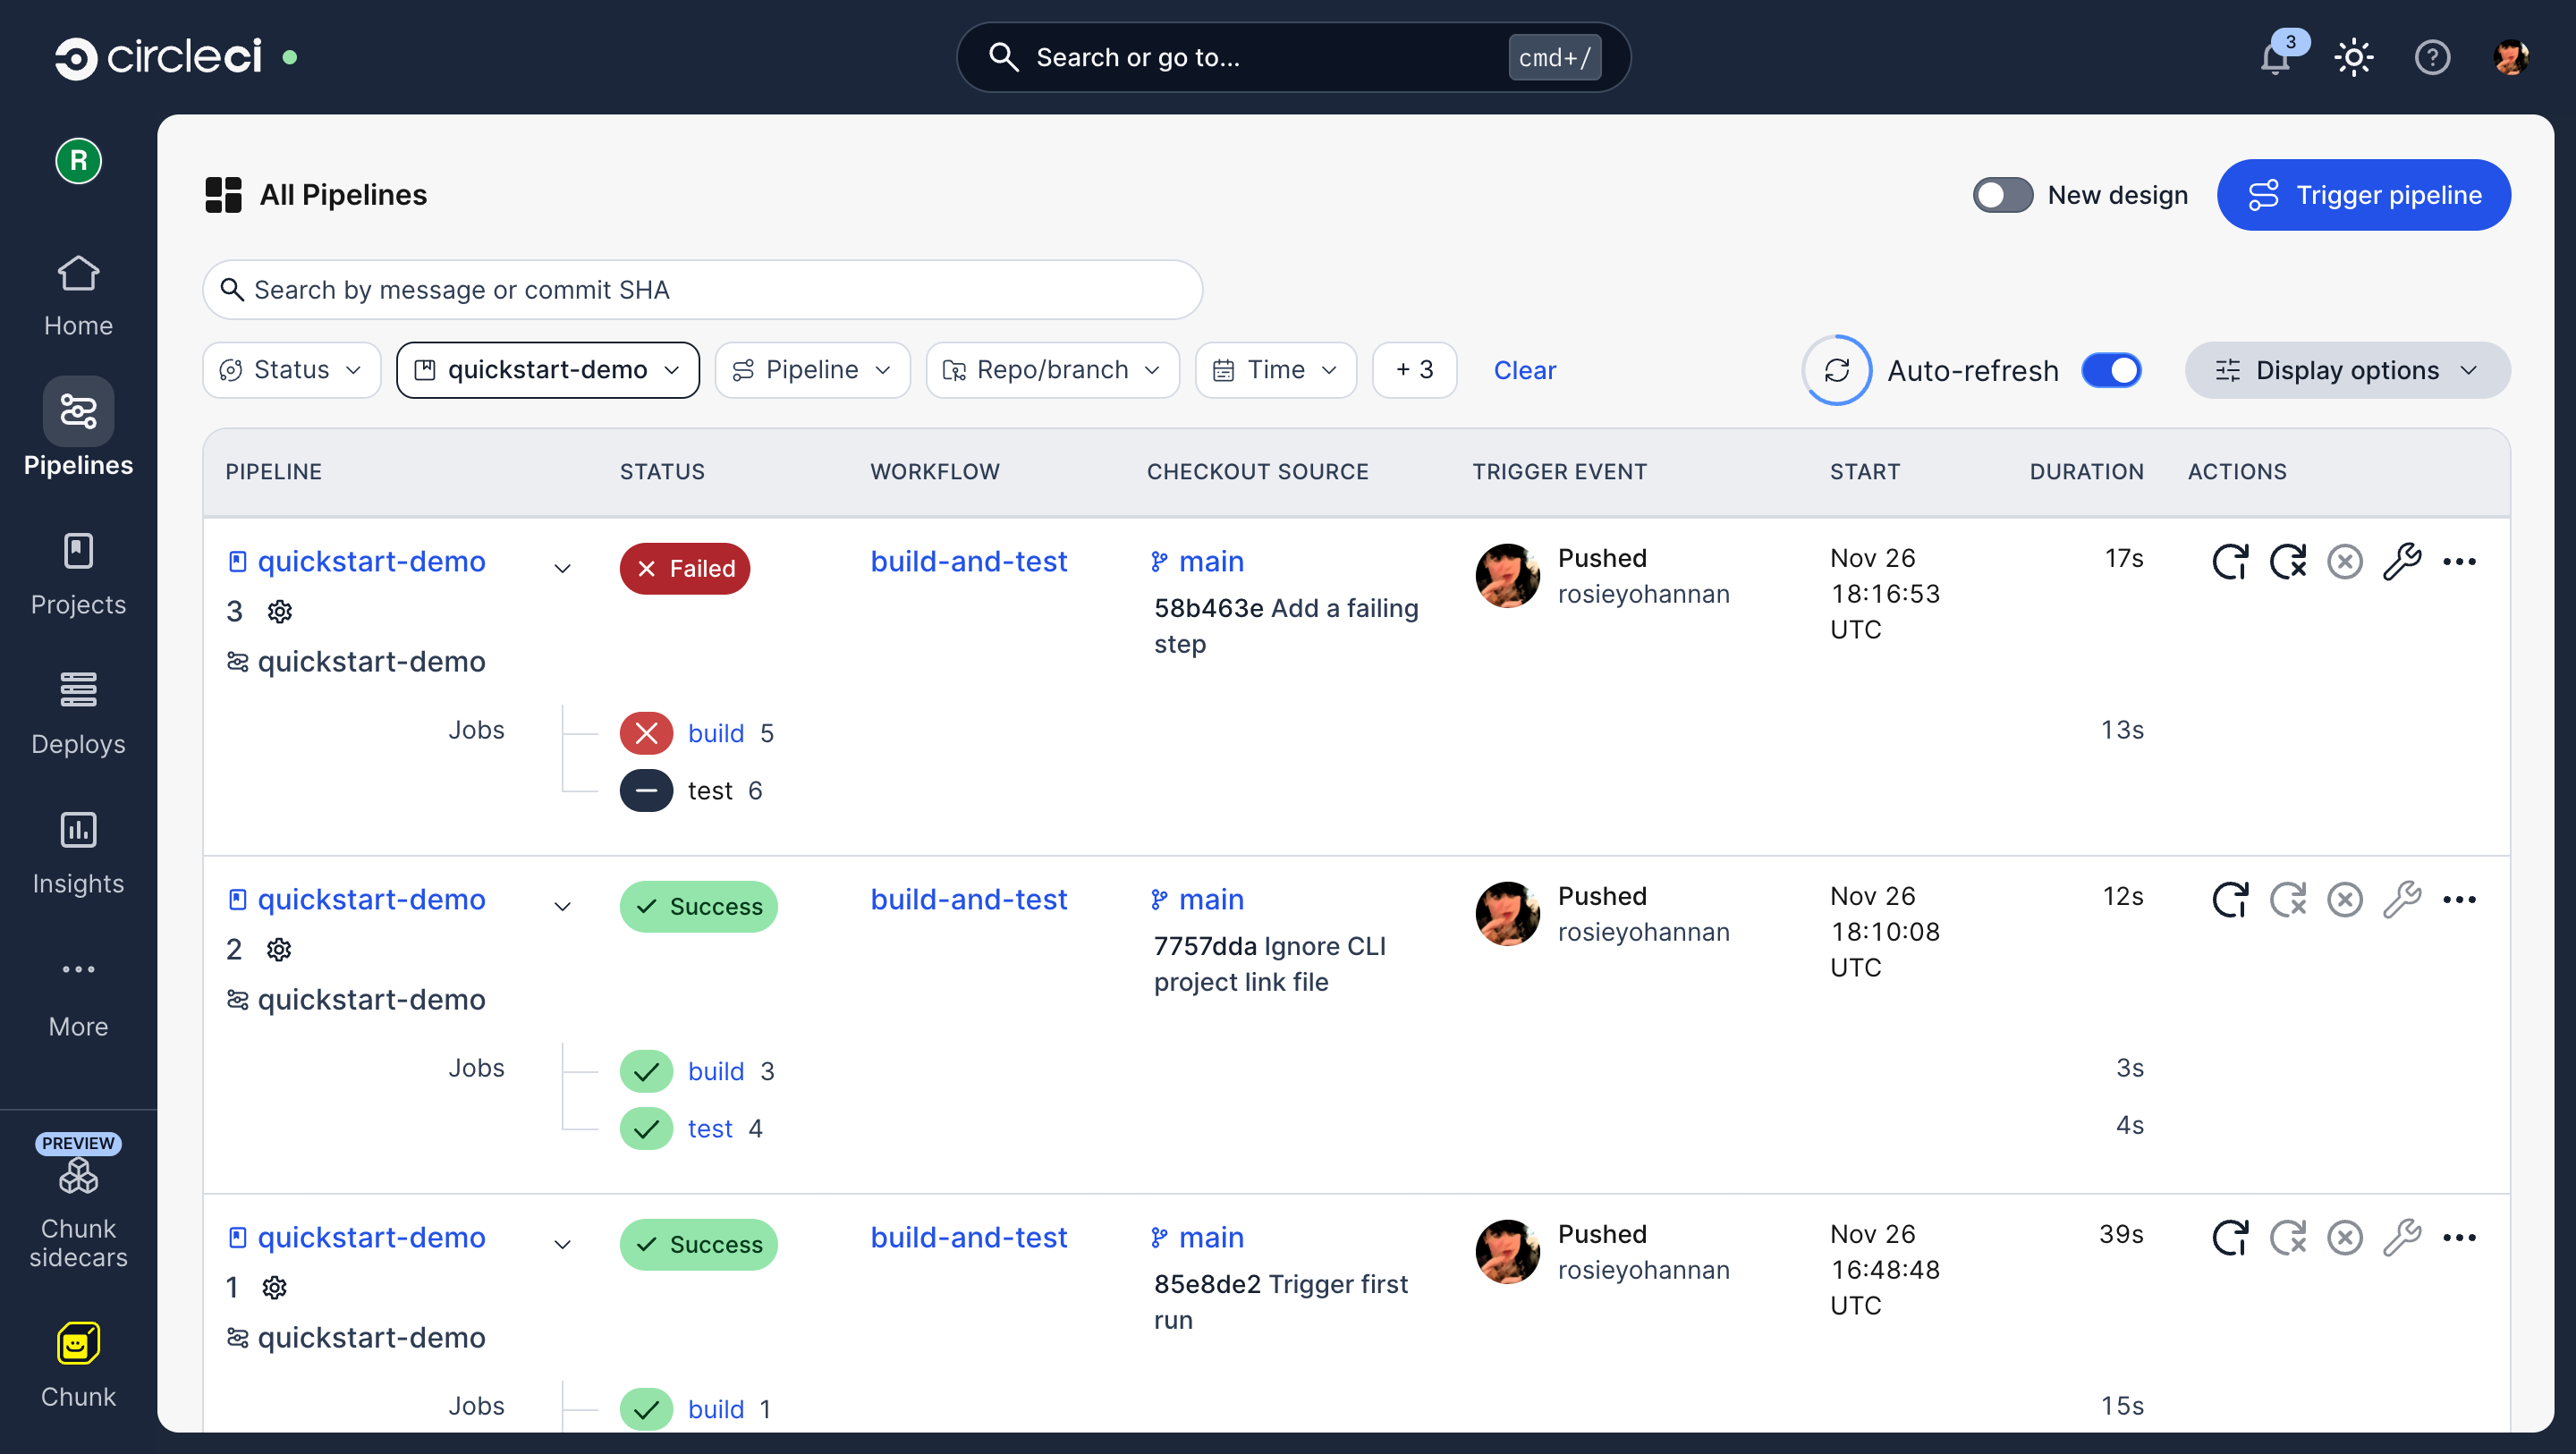 circleci
Search or go to...
cmd+/
3
?
R
Home
Pipelines
Projects
Deploys
Insights
More
PREVIEW
Chunk
sidecars
Chunk
All Pipelines
New design
Trigger pipeline
Search by message or commit SHA
Status
quickstart-demo
Pipeline
Repo/branch
Time
+ 3
Clear
Auto-refresh
Display options
PIPELINE STATUS WORKFLOW CHECKOUT SOURCE TRIGGER EVENT START DURATION ACTIONS
quickstart-demo
3
quickstart-demo
Failed
build-and-test
main
58b463e Add a failing
step
Pushed
rosieyohannan
Nov 26
18:16:53
UTC
17s
Jobs
build 5
13s
test 6
quickstart-demo
2
quickstart-demo
Success
build-and-test
main
7757dda Ignore CLI
project link file
Pushed
rosieyohannan
Nov 26
18:10:08
UTC
12s
Jobs
build 3
3s
test 4
4s
quickstart-demo
1
quickstart-demo
Success
build-and-test
main
85e8de2 Trigger first
run
Pushed
rosieyohannan
Nov 26
16:48:48
UTC
39s
Jobs
build 1
15s